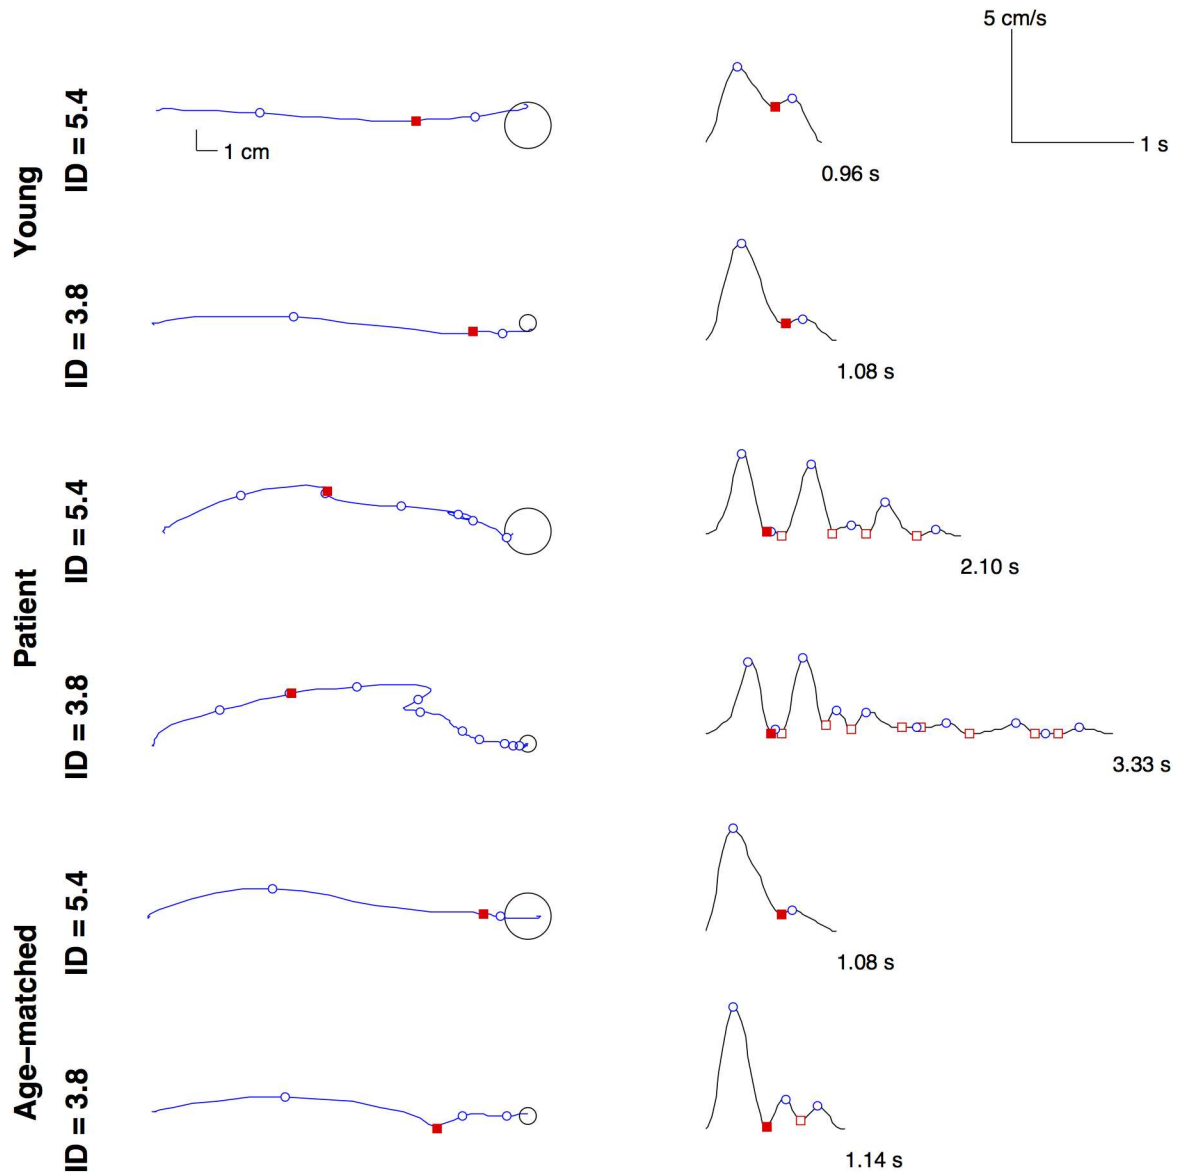 5 cm/s
1 s
Young
ID = 5.4
1 cm
0.96 s
ID = 3.8
1.08 s
Patient
ID = 5.4
2.10 s
ID = 3.8
3.33 s
Age-matched
ID = 5.4
1.08 s
ID = 3.8
1.14 s